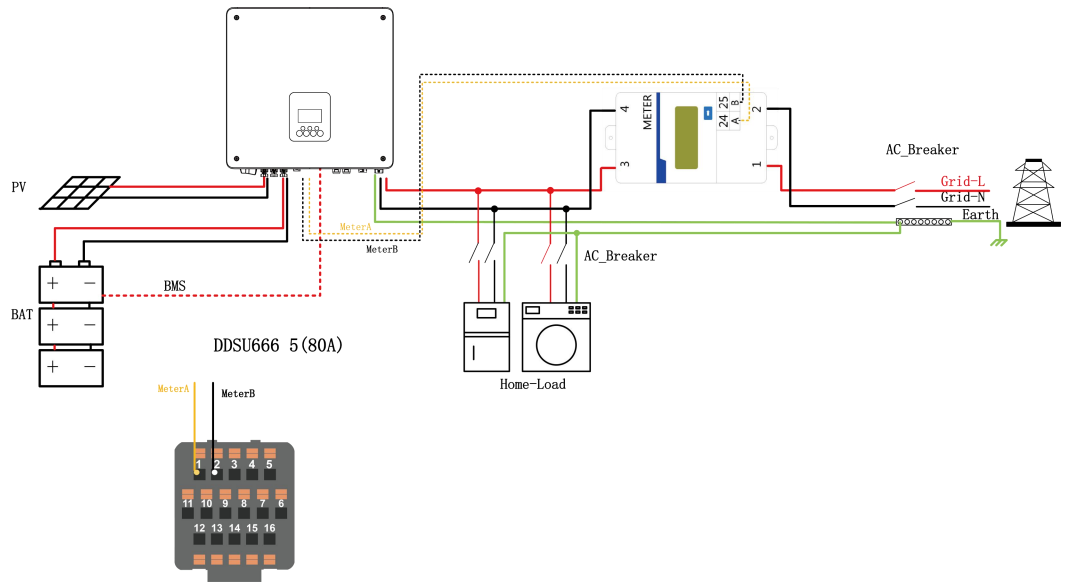 PV
BAT
+ −
+ −
+ −
BMS
MeterA
MeterB
METER
4
3
24 25
A B
2
1
AC_Breaker
Grid-L
Grid-N
Earth
AC_Breaker
Home-Load
DDSU666 5(80A)
MeterA
MeterB
1 2 3 4 5
11 10 9 8 7 6
12 13 14 15 16